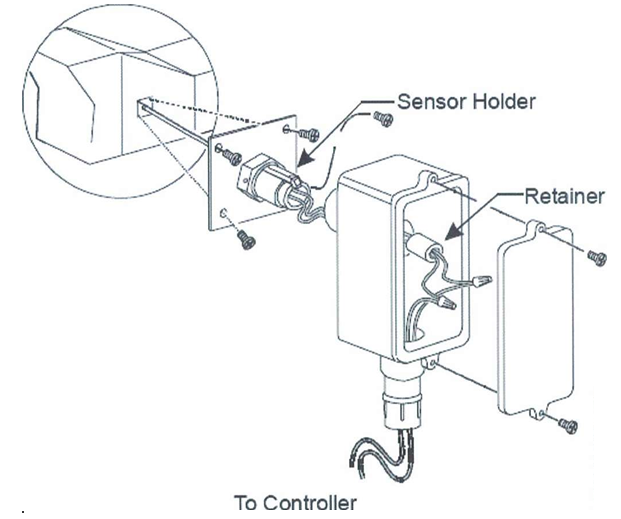 Sensor Holder
Retainer
To Controller